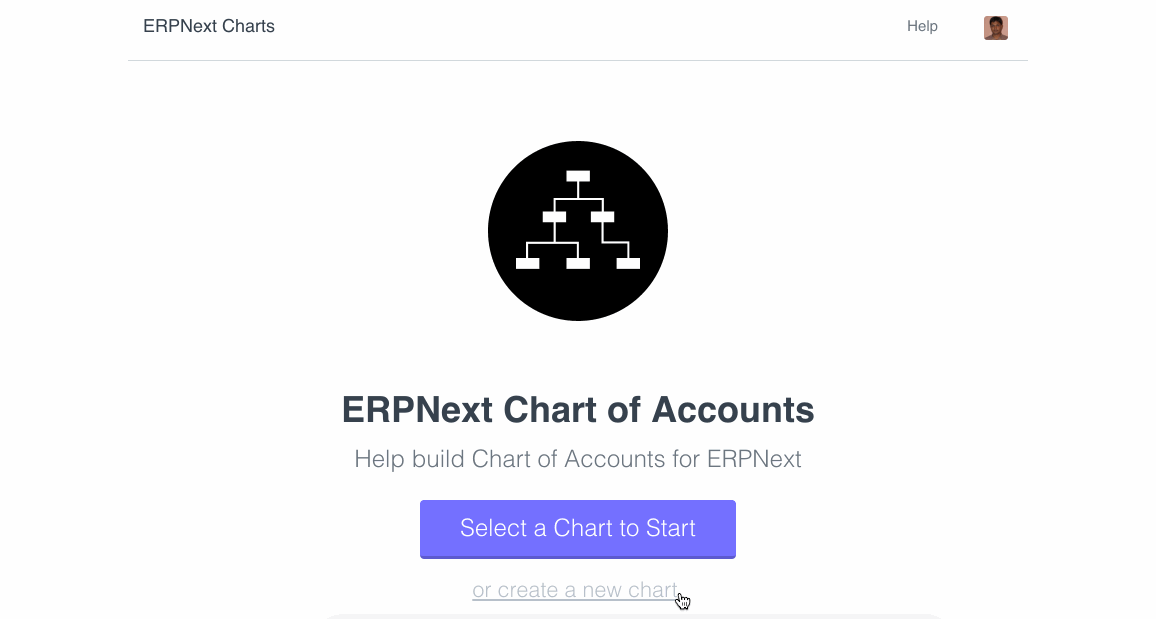 ERPNext Charts
Help
ERPNext Chart of Accounts
Help build Chart of Accounts for ERPNext
Select a Chart to Start
or create a new chart